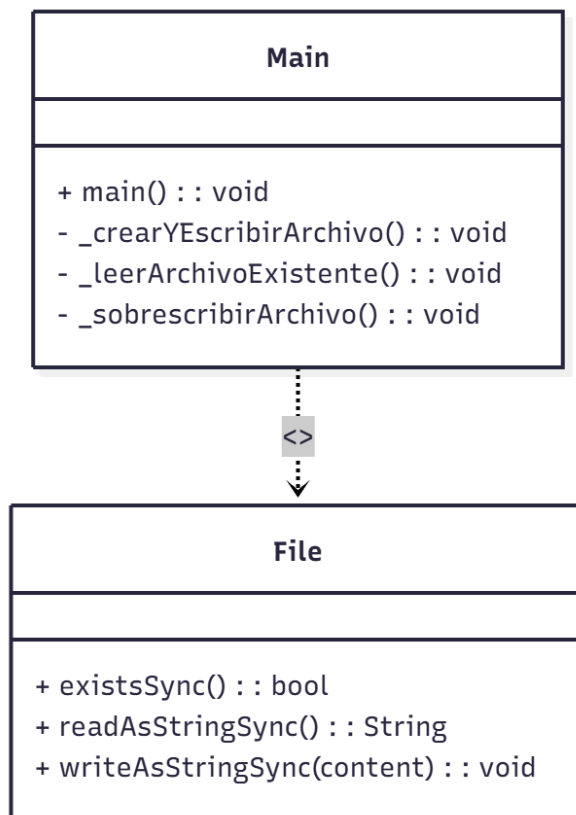 Main
+ main() : : void
- _crearYEscribirArchivo() : : void
- _leerArchivoExistente() : : void
- _sobrescribirArchivo() : : void
<>
File
+ existsSync() : : bool
+ readAsStringSync() : : String
+ writeAsStringSync(content) : : void